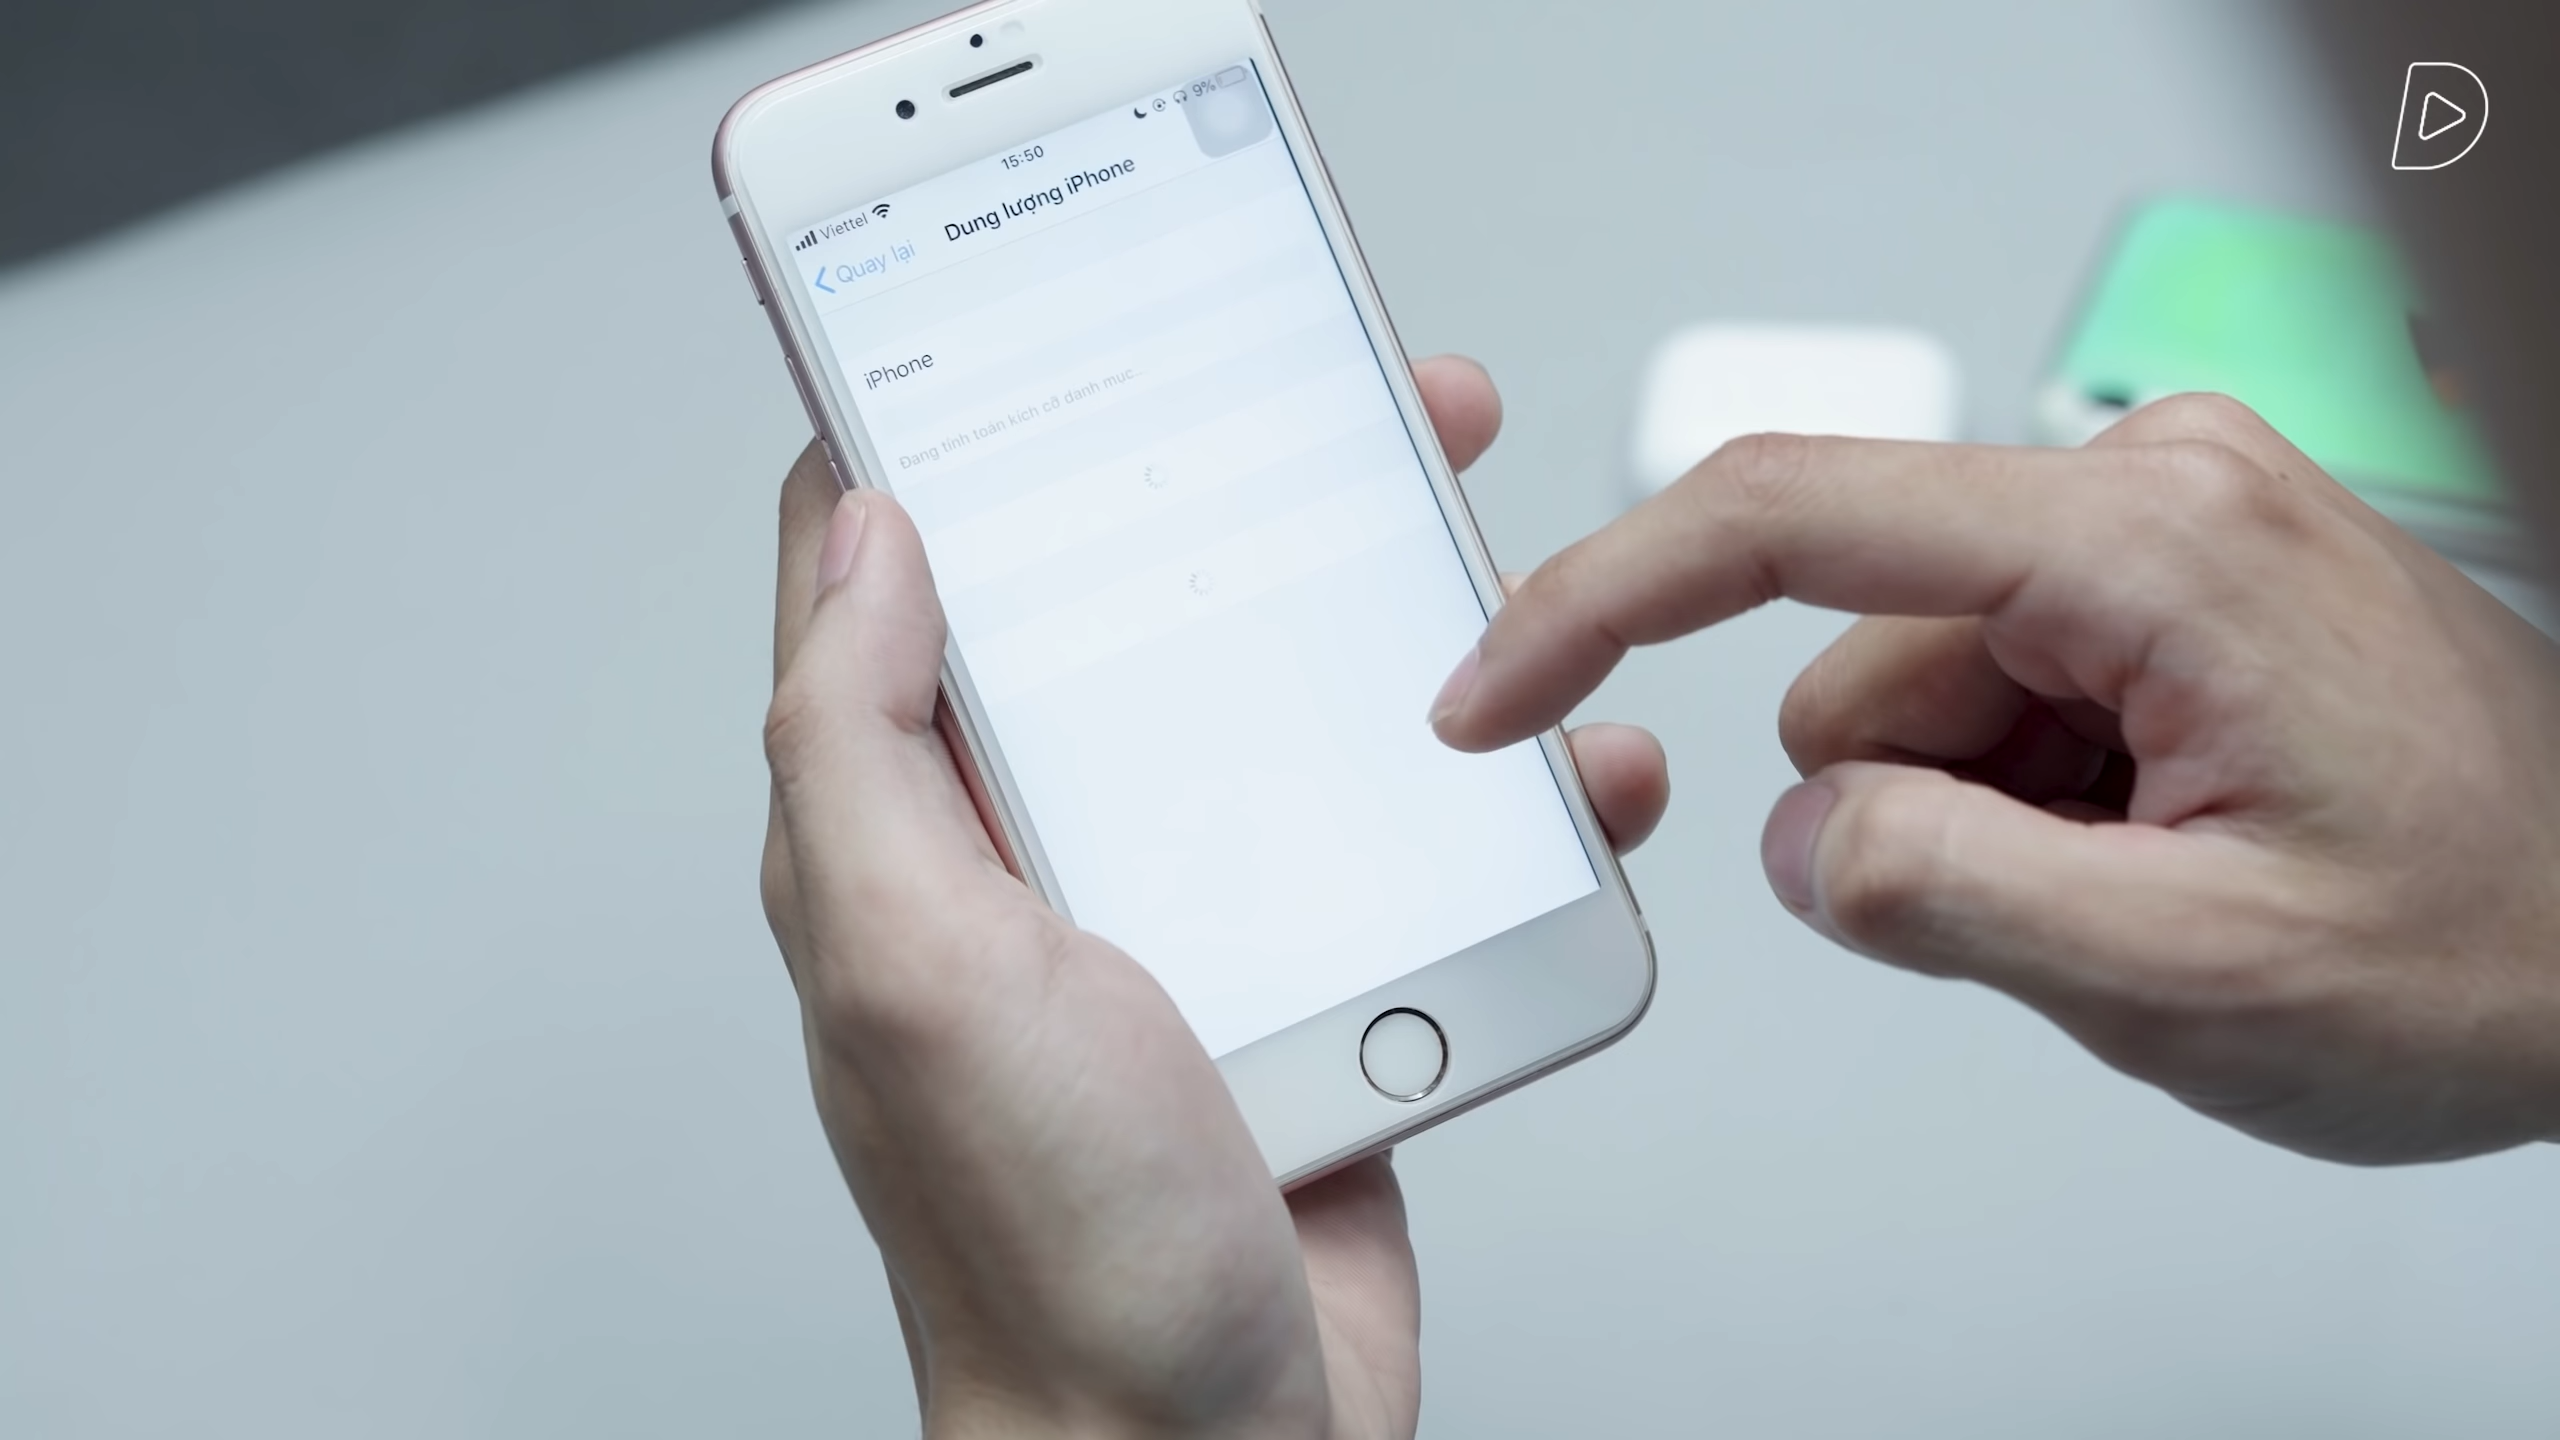 Viettel 15:50 9%
Quay lại Dung lượng iPhone
iPhone
Đang tính toán kích cỡ danh mục...